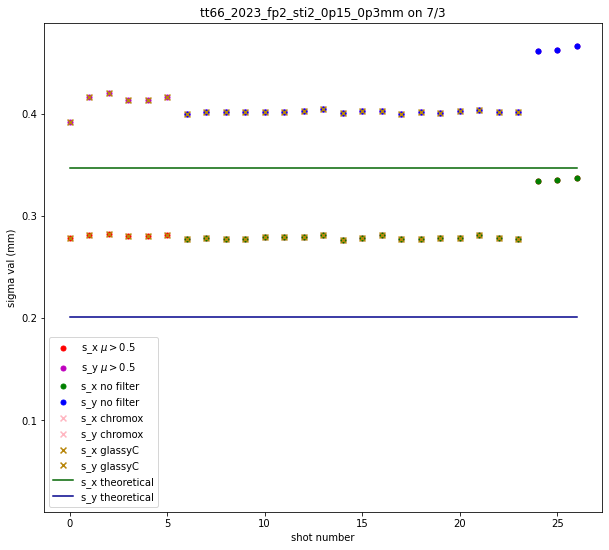 tt66_2023_fp2_sti2_0p15_0p3mm on 7/3
sigma val (mm)
0.4
0.3
0.2
0.1
s_x μ > 0.5
s_y μ > 0.5
s_x no filter
s_y no filter
s_x chromox
s_y chromox
s_x glassyC
s_y glassyC
s_x theoretical
s_y theoretical
0 5 10 15 20 25
shot number